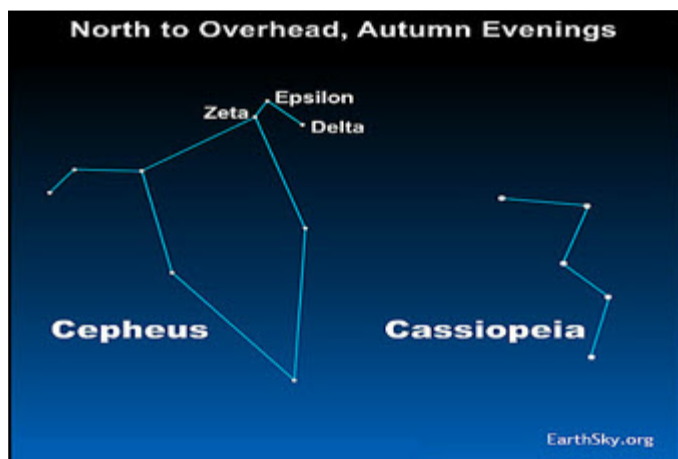 North to Overhead, Autumn Evenings
Epsilon
Zeta
Delta
Cepheus
Cassiopeia
EarthSky.org